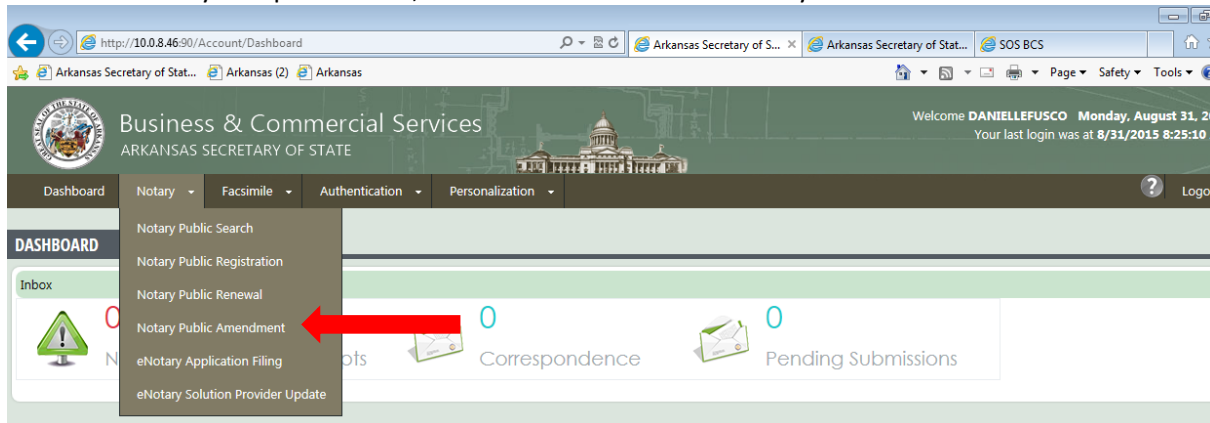 http://10.0.8.46:90/Account/Dashboard
Arkansas Secretary of S...
Arkansas Secretary of Stat...
SOS BCS
Arkansas Secretary of Stat...
Arkansas (2)
Arkansas
Page
Safety
Tools
Business & Commercial Services
ARKANSAS SECRETARY OF STATE
Welcome DANIELLEFUSCO Monday, August 31, 
Your last login was at 8/31/2015 8:25:10
Dashboard
Notary
Facsimile
Authentication
Personalization
?
DASHBOARD
Notary Public Search
Notary Public Registration
Notary Public Renewal
Notary Public Amendment
eNotary Application Filing
eNotary Solution Provider Update
Inbox
0
0
Correspondence
0
Pending Submissions